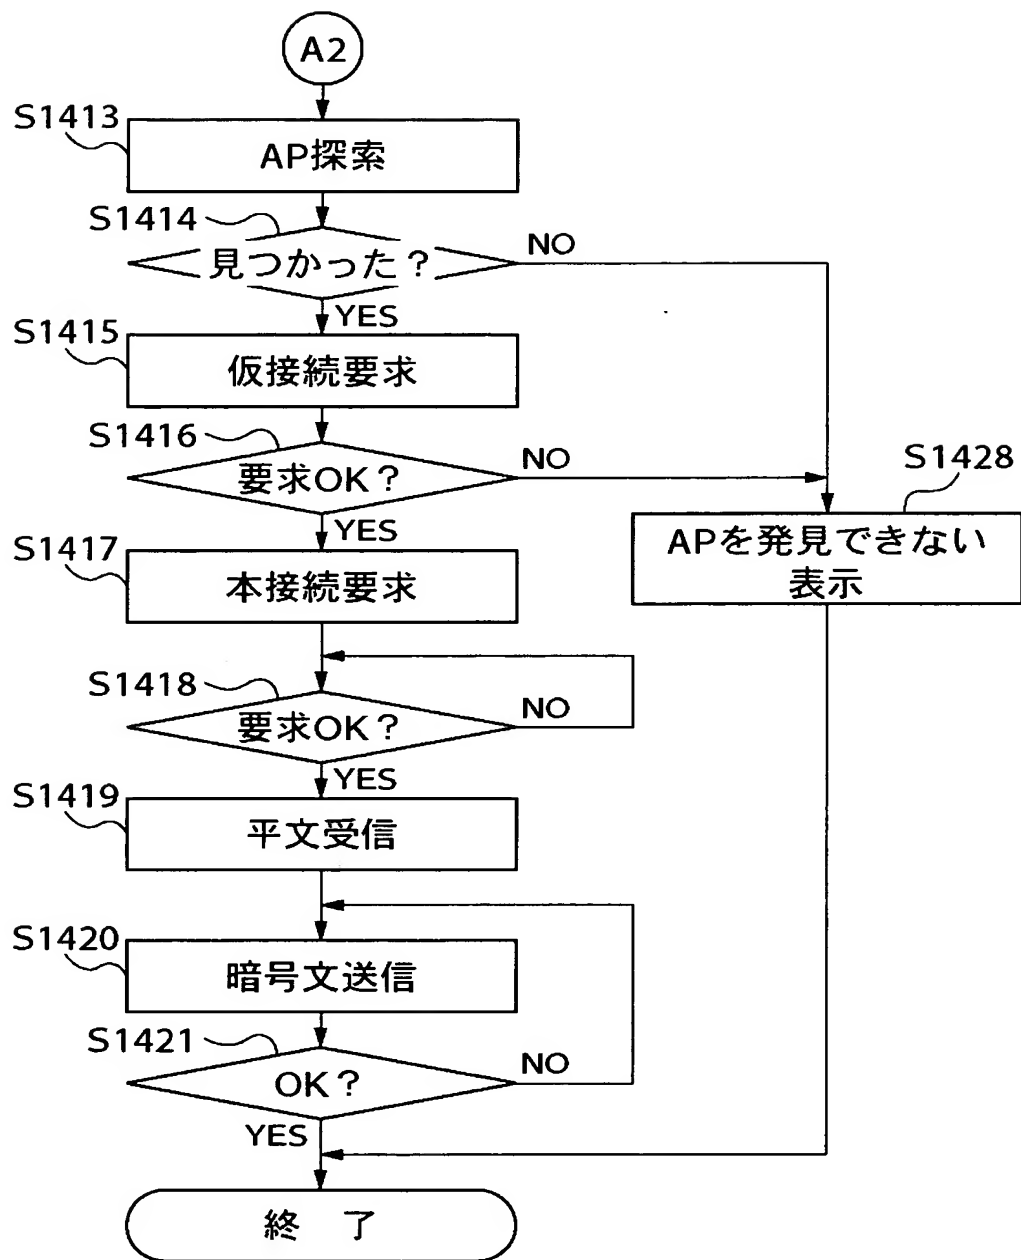 A2
S1413
AP探索
S1414
見つかった？
NO
YES
S1415
仮接続要求
S1416
要求OK？
NO
YES
S1428
APを発見できない
表示
S1417
本接続要求
S1418
要求OK？
NO
YES
S1419
平文受信
S1420
暗号文送信
S1421
OK？
NO
YES
終 了